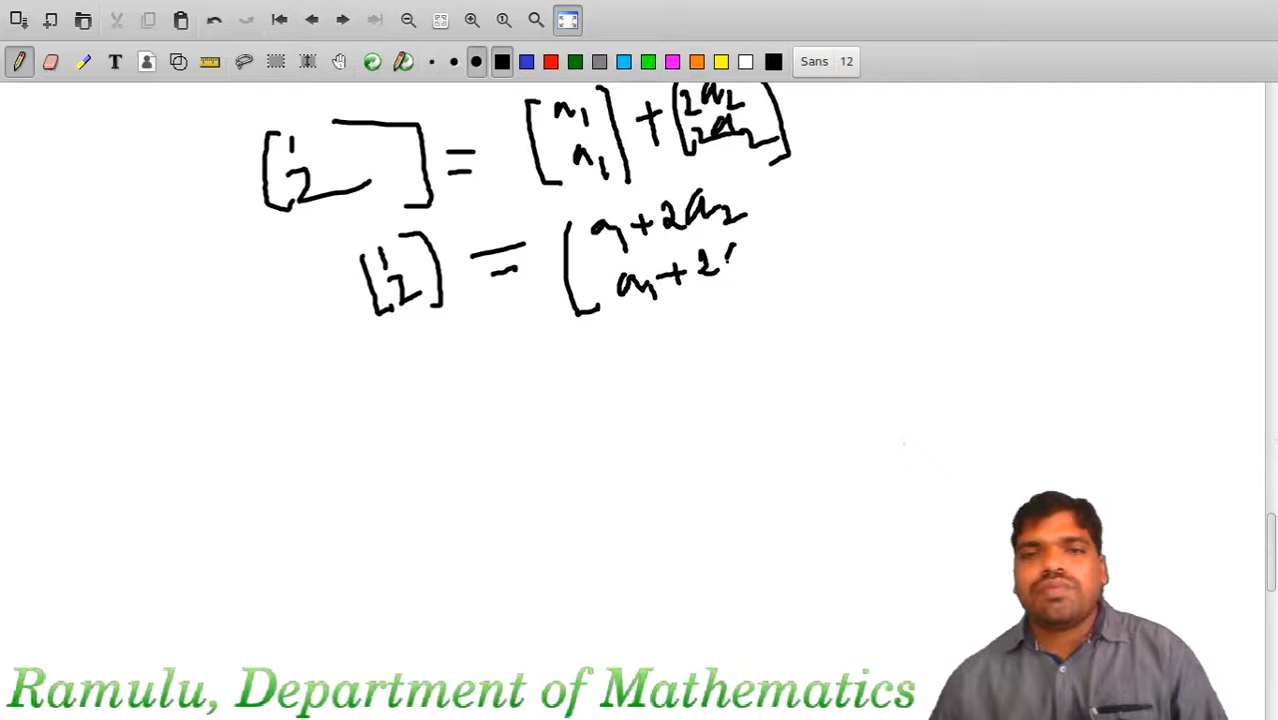 Sans 12
[1 2] = [a1 a1] + [2a2 2a2]
[1 2] = [a1 + 2a2
a1 + 2
Ramulu, Department of Mathematics